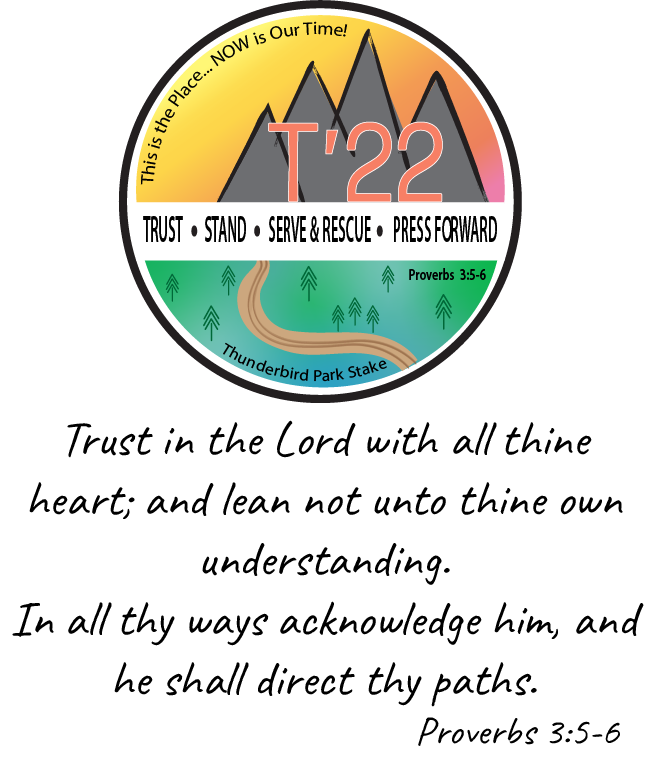 This is the Place... NOW is Our Time!
T'22
TRUST • STAND • SERVE & RESCUE • PRESS FORWARD
Proverbs 3:5-6
Thunderbird Park Stake
Trust in the Lord with all thine
heart; and lean not unto thine own
understanding.
In all thy ways acknowledge him, and
he shall direct thy paths.
Proverbs 3:5-6